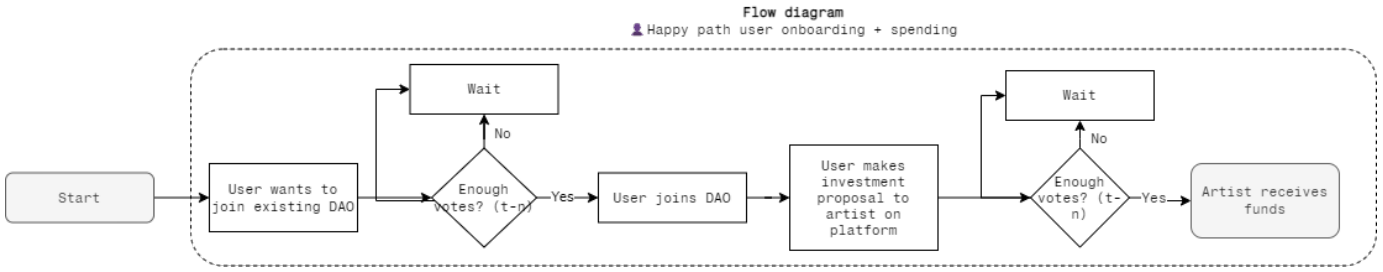 Flow diagram
Happy path user onboarding + spending
Start
User wants to
join existing DAO
Wait
No
Enough
votes? (t-n)
Yes
User joins DAO
User makes
investment
proposal to
artist on
platform
Wait
No
Enough
votes? (t-
n)
Yes
Artist receives
funds